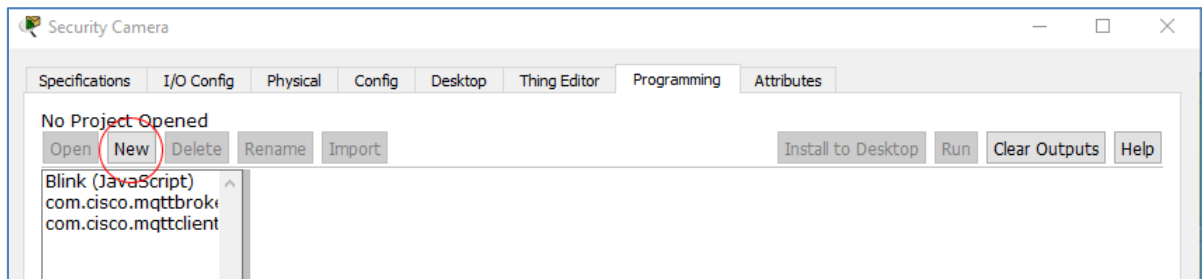 Security Camera
Specifications I/O Config Physical Config Desktop Thing Editor Programming Attributes
No Project Opened
Open New Delete Rename Import Install to Desktop Run Clear Outputs Help
Blink (JavaScript)
com.cisco.mqttbroke
com.cisco.mqttclient